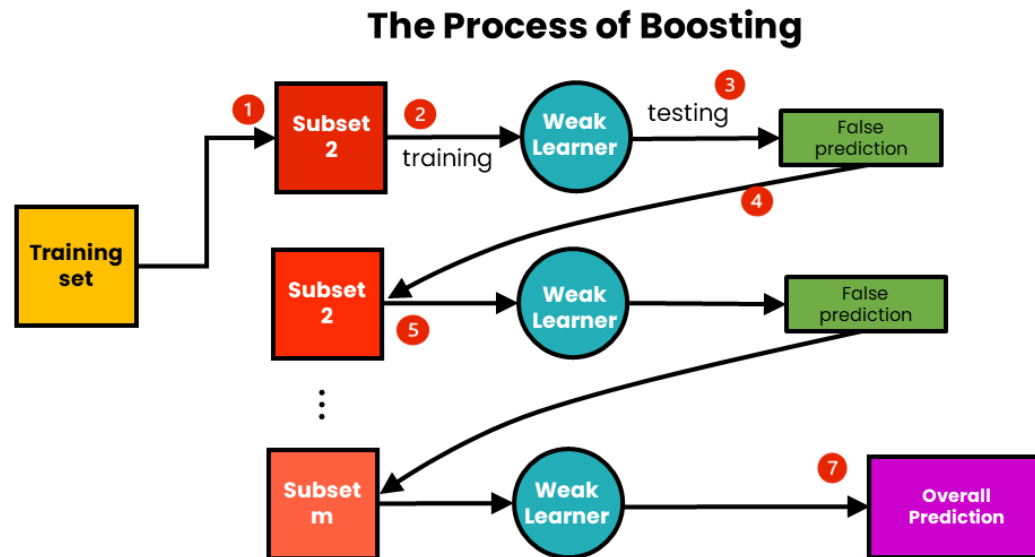 The Process of Boosting
1
Subset
2
2
training
Weak
Learner
3
testing
False
prediction
4
Training
set
Subset
2
5
Weak
Learner
False
prediction
Subset
m
Weak
Learner
7
Overall
Prediction